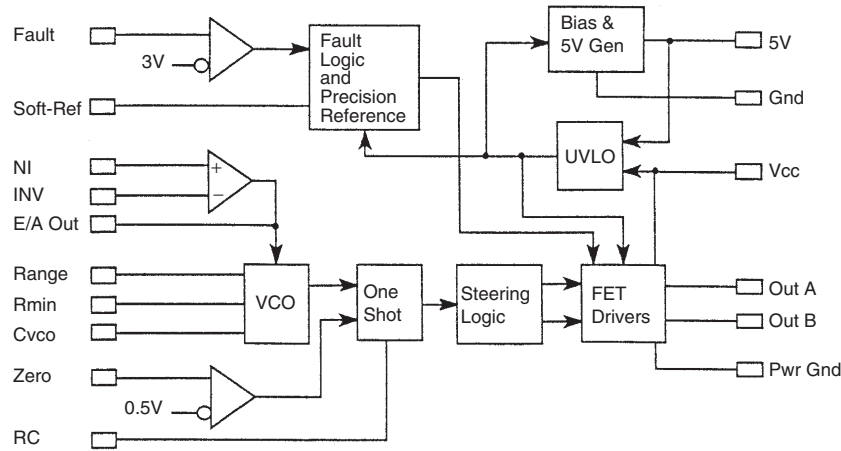 Fault
3V
Soft-Ref
Fault
Logic
and
Precision
Reference
Bias &
5V Gen
5V
Gnd
UVLO
Vcc
NI
+
INV
−
E/A Out
Range
Rmin
Cvco
VCO
One
Shot
Steering
Logic
FET
Drivers
Out A
Out B
Pwr Gnd
Zero
0.5V
RC